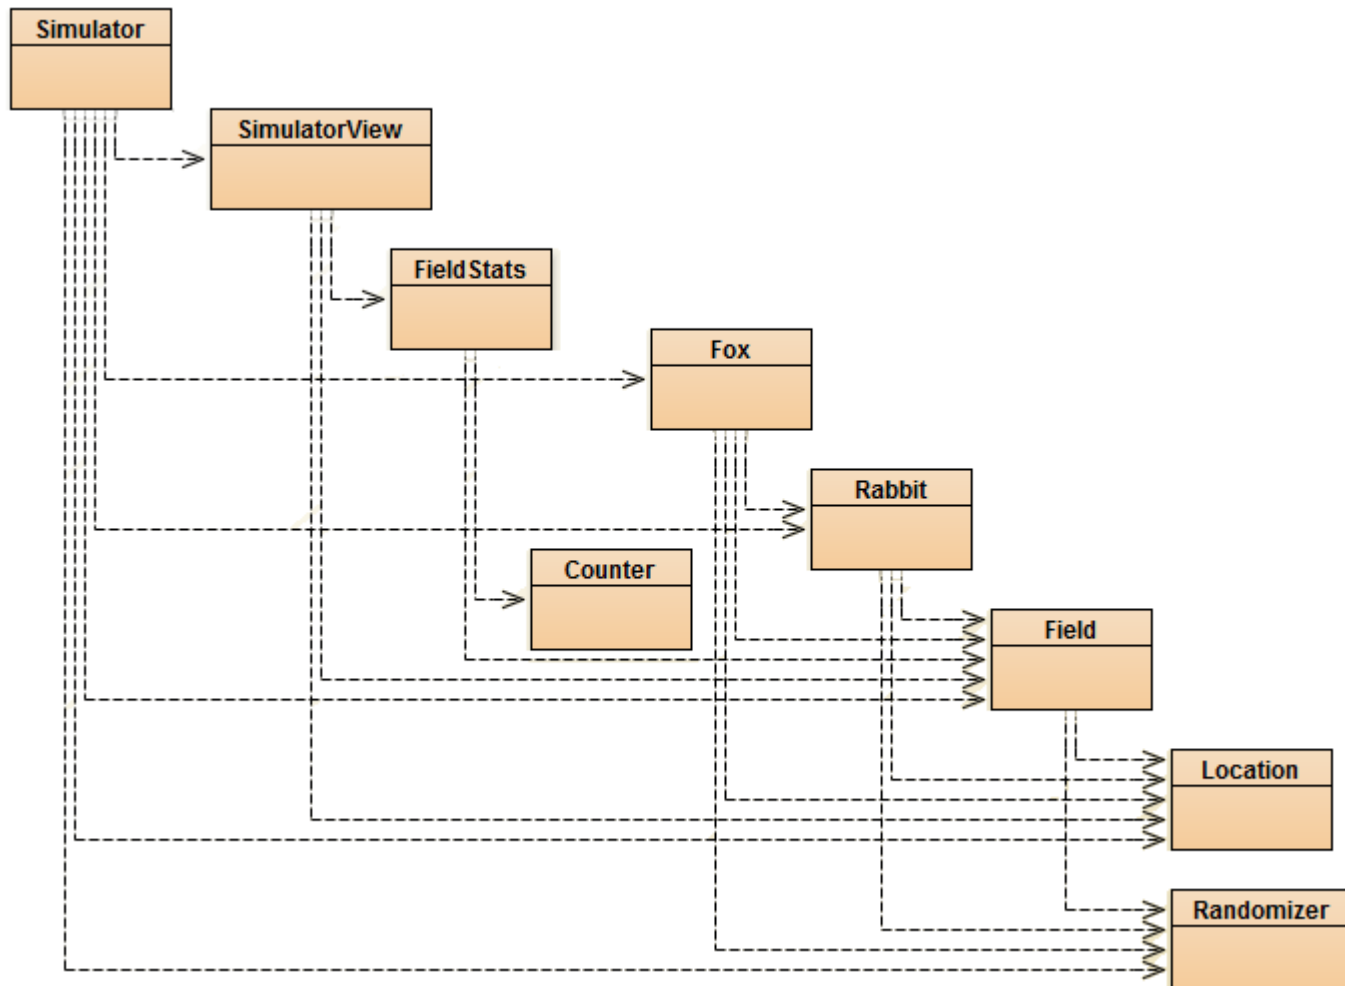 Simulator
SimulatorView
FieldStats
Fox
Rabbit
Counter
Field
Location
Randomizer